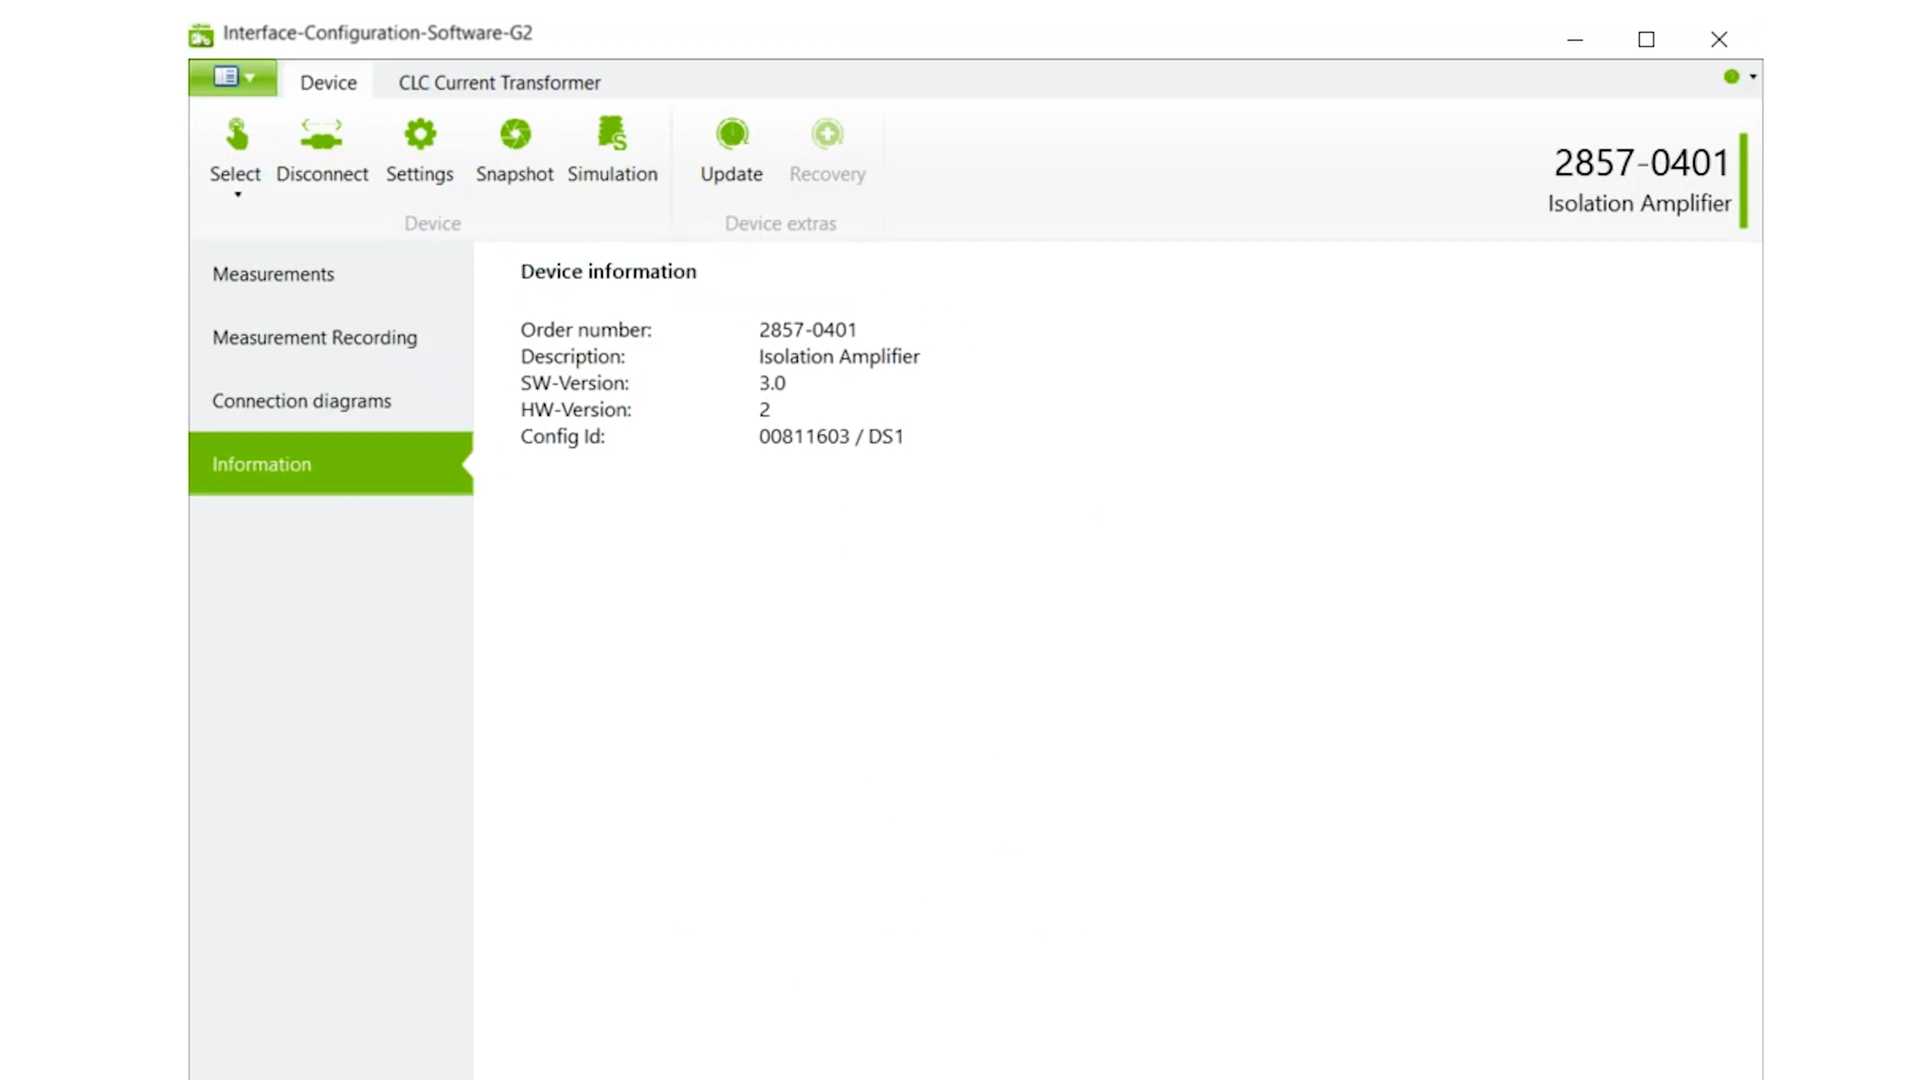 Interface-Configuration-Software-G2
Device CLC Current Transformer
Select Disconnect Settings Snapshot Simulation Update Recovery
Device Device extras
2857-0401
Isolation Amplifier
Measurements
Measurement Recording
Connection diagrams
Information
Device information
Order number: 2857-0401
Description: Isolation Amplifier
SW-Version: 3.0
HW-Version: 2
Config Id: 00811603 / DS1